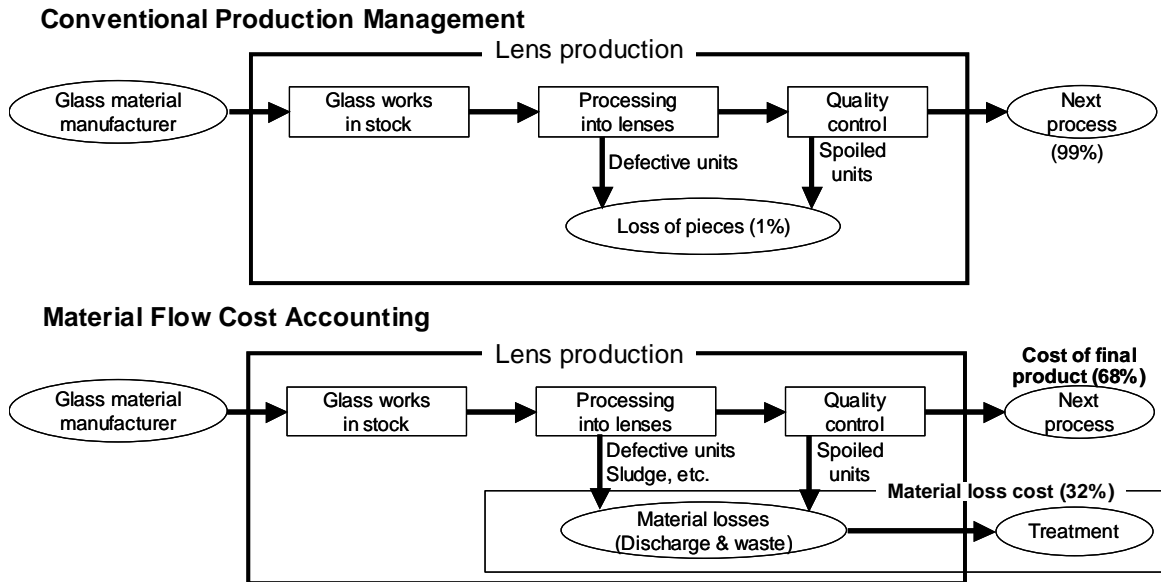 Conventional Production Management
Lens production
Glass material
manufacturer
Glass works
in stock
Processing
into lenses
Quality
control
Next
process
(99%)
Defective units
Spoiled
units
Loss of pieces (1%)
Material Flow Cost Accounting
Lens production
Cost of final
product (68%)
Glass material
manufacturer
Glass works
in stock
Processing
into lenses
Quality
control
Next
process
Defective units
Sludge, etc.
Spoiled
units
Material loss cost (32%)
Material losses
(Discharge & waste)
Treatment